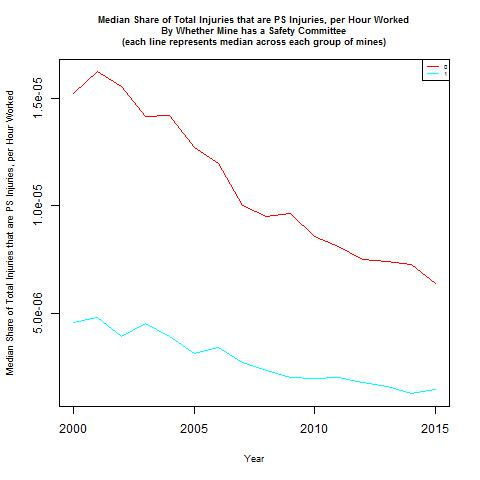 Median Share of Total Injuries that are PS Injuries, per Hour Worked
By Whether Mine has a Safety Committee
(each line represents median across each group of mines)
0
1
Median Share of Total Injuries that are PS Injuries, per Hour Worked
1.5e-05
1.0e-05
5.0e-06
2000
2005
2010
2015
Year